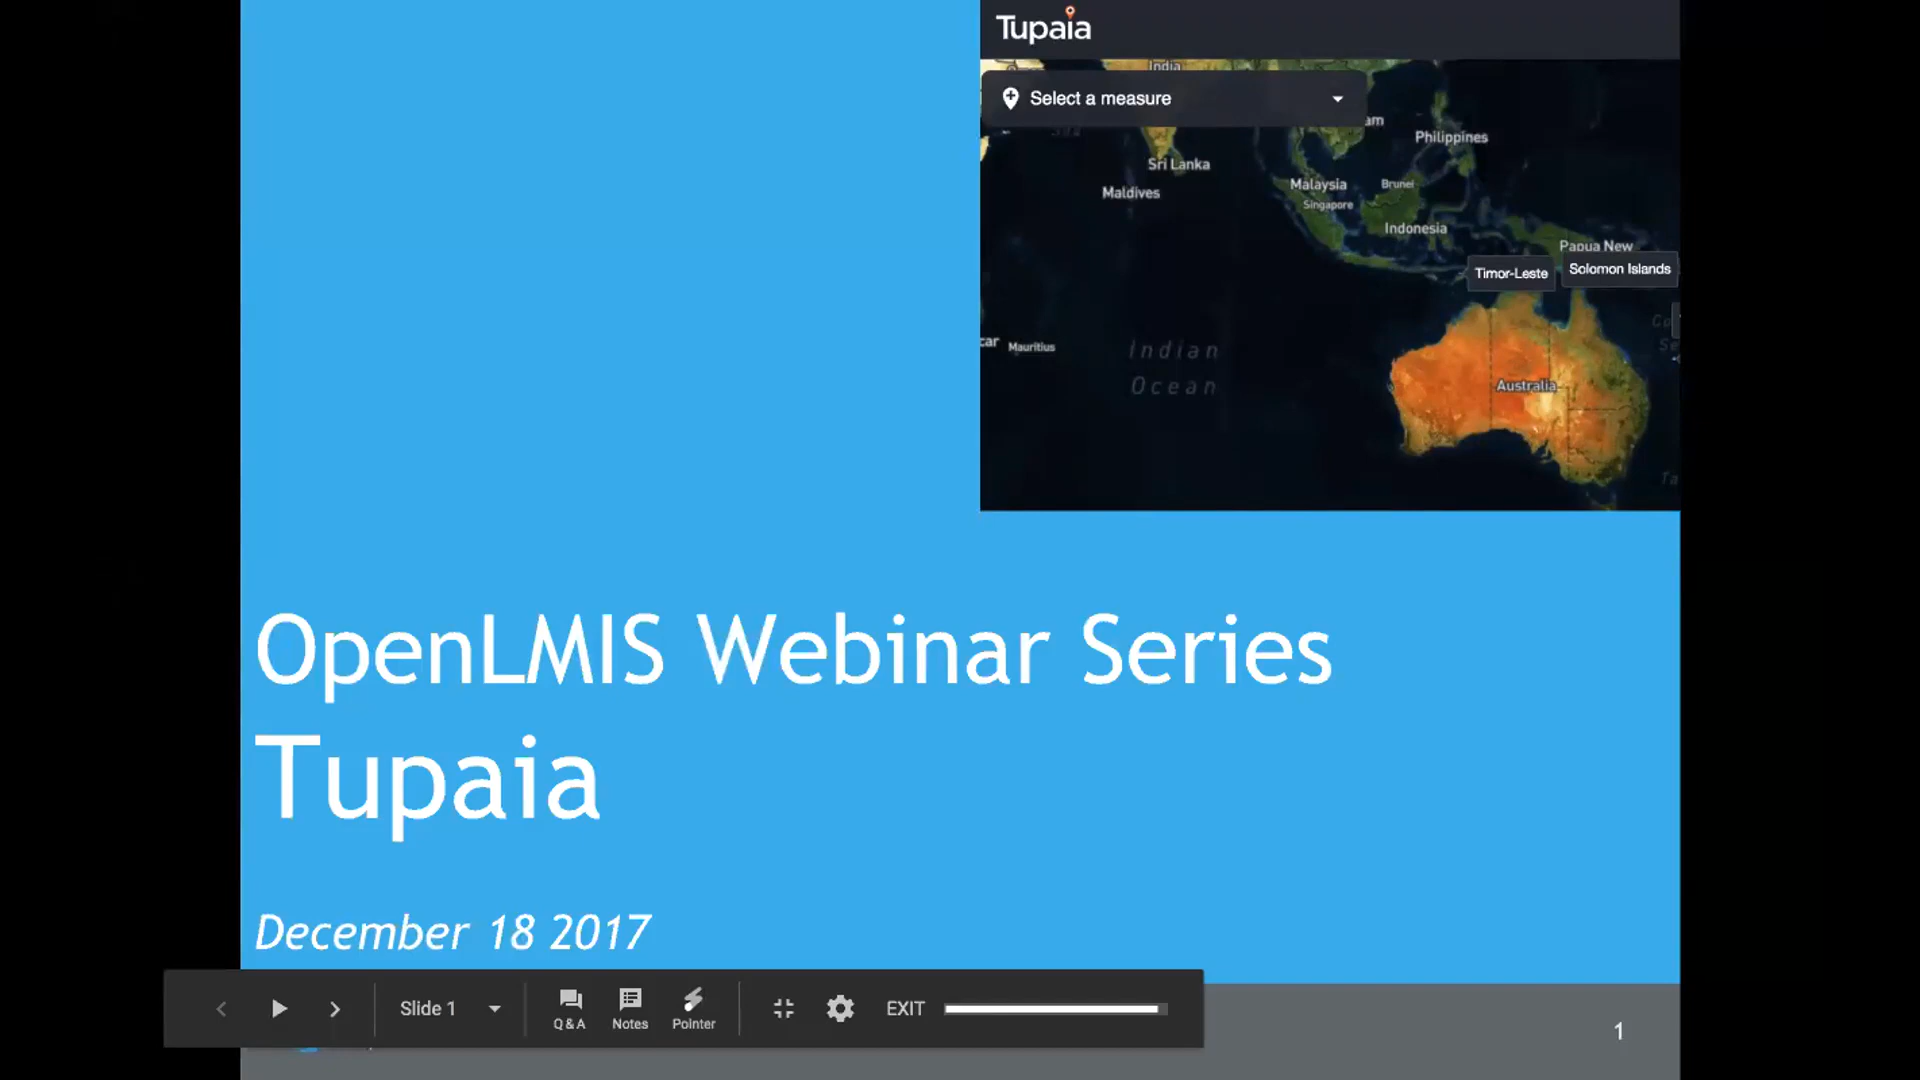 Tupaia
India
Select a measure
am
Philippines
Sri Lanka
Maldives
Malaysia
Brunei
Singapore
Indonesia
Papua New
Timor-Leste
Solomon Islands
car
Mauritius
Indian
Ocean
Australia
OpenLMIS Webinar Series
Tupaia
December 18 2017
Slide 1
Q & A
Notes
Pointer
EXIT
1